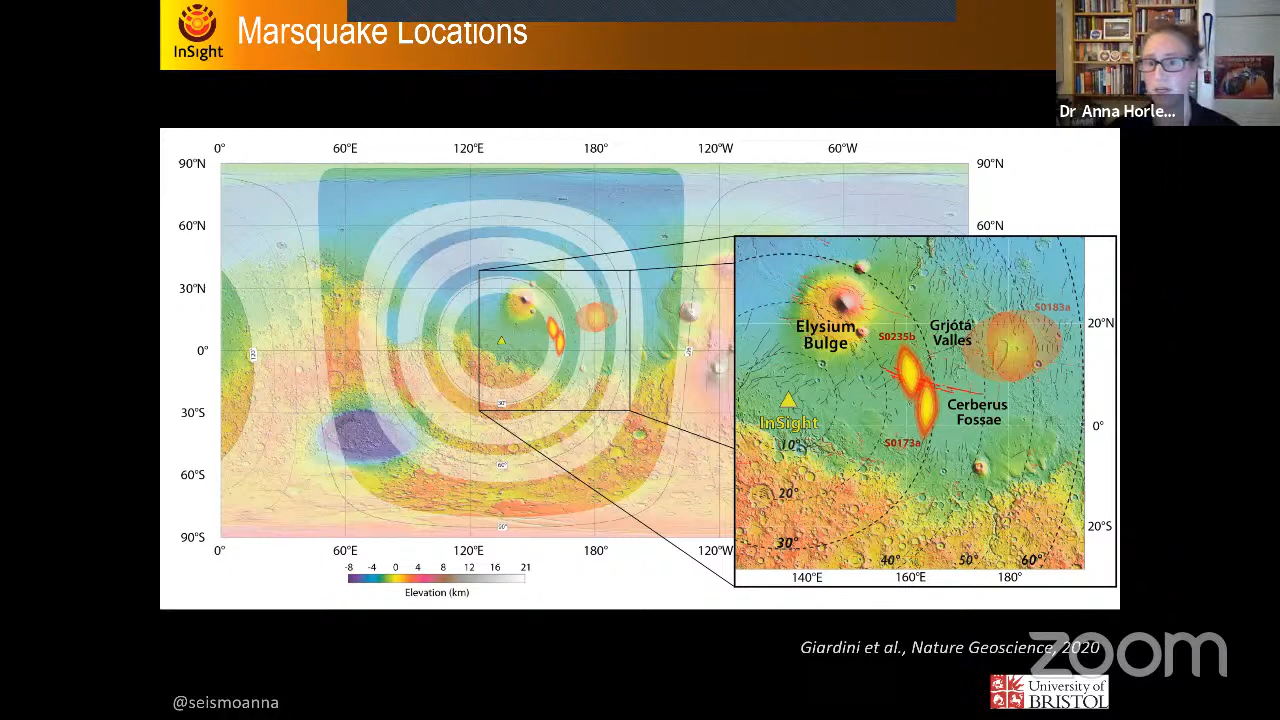 InSight
Marsquake Locations
Dr Anna Horle...
0° 60°E 120°E 180° 120°W 60°W
90°N 90°N
60°N 60°N
30°N
0°
30°S
60°S
90°S
0° 60°E 120°E 180° 120°W
30°
60°
90°
-8 -4 0 4 8 12 16 21
Elevation (km)
S0183a
20°N
Elysium
Bulge
S0235b
Grjótá
Valles
InSight
Cerberus
Fossae
0°
S0173a
10°
20°
30°
40° 50° 60°
20°S
140°E 160°E 180°
Giardini et al., Nature Geoscience, 2020
zoom
@seismoanna
University of
BRISTOL